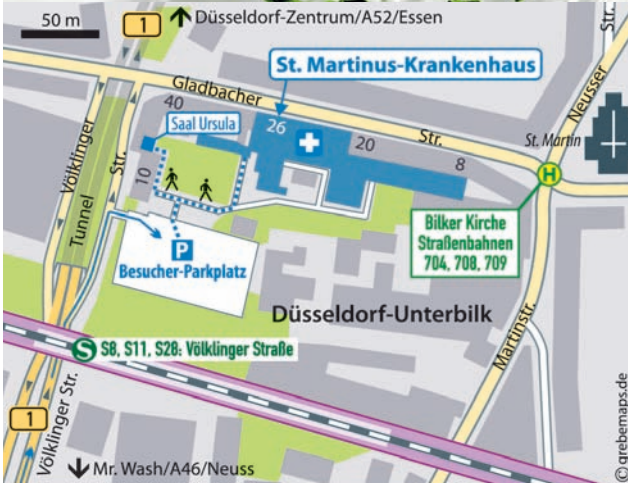 50 m
1
Düsseldorf-Zentrum/A52/Essen
St. Martinus-Krankenhaus
Str.
Neusser
Gladbacher
40
Saal Ursula
26
20
Str.
8
St. Martin
H
Völklinger
Str.
Tunnel
10
P
Besucher-Parkplatz
Bilker Kirche
Straßenbahnen
704, 708, 709
Düsseldorf-Unterbilk
Martinstr.
S
S8, S11, S28: Völklinger Straße
1
Völklinger Str.
Mr. Wash/A46/Neuss
© grebemaps.de